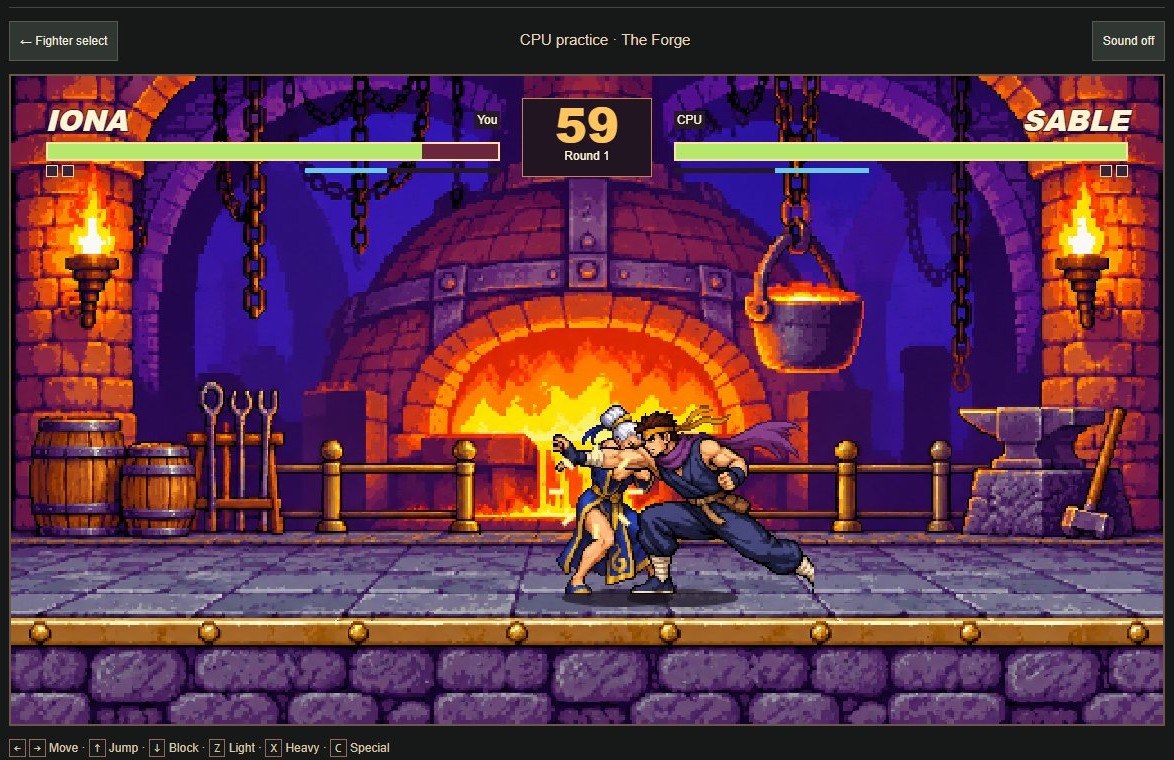 ← Fighter select
CPU practice · The Forge
Sound off
IONA
You
59
Round 1
CPU
SABLE
← → Move · ↑ Jump · ↓ Block · Z Light · X Heavy · C Special